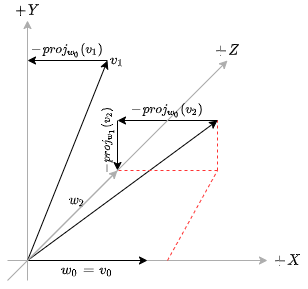 +Y
−proj_{w_0}(v_1)
v_1
+Z
−proj_{w_0}(v_2)
−proj_{w_1}(v_2)
w_2
w_0 = v_0
+X